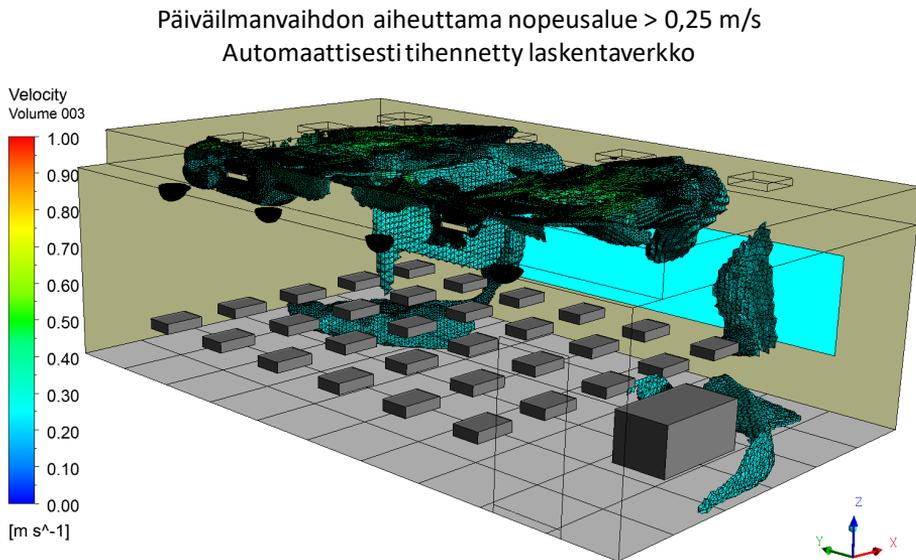 Päiväilmanvaihdon aiheuttama nopeusalue > 0,25 m/s
Automaattisesti tihennetty laskentaverkko
Velocity
Volume 003
1.00
0.90
0.80
0.70
0.60
0.50
0.40
0.30
0.20
0.10
0.00
[m s^-1]
Z
Y
X